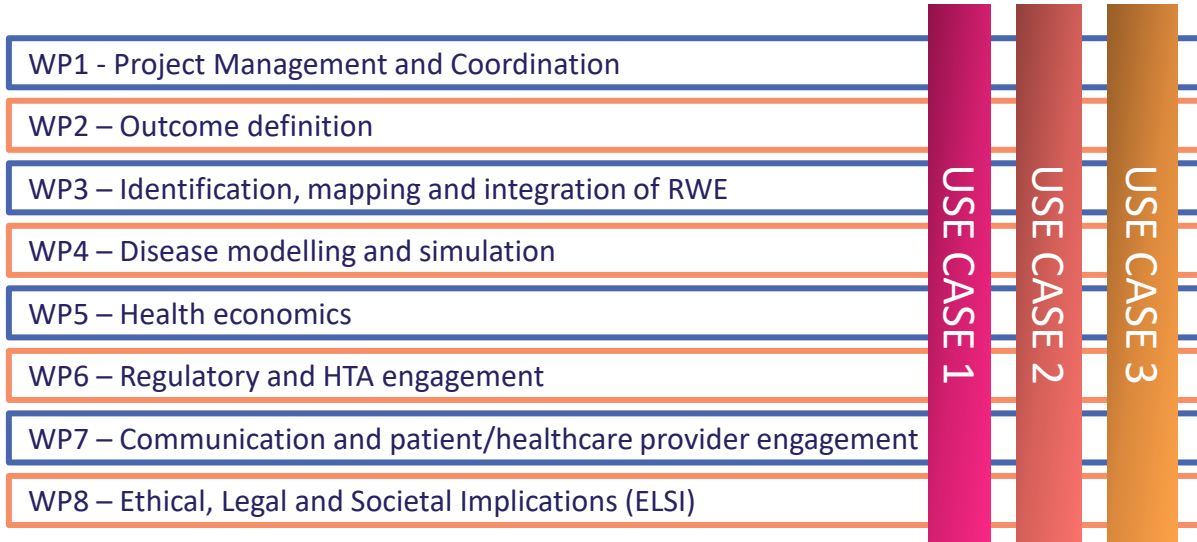 WP1 - Project Management and Coordination
WP2 – Outcome definition
WP3 – Identification, mapping and integration of RWE
WP4 – Disease modelling and simulation
WP5 – Health economics
WP6 – Regulatory and HTA engagement
WP7 – Communication and patient/healthcare provider engagement
WP8 – Ethical, Legal and Societal Implications (ELSI)
USE CASE 1
USE CASE 2
USE CASE 3